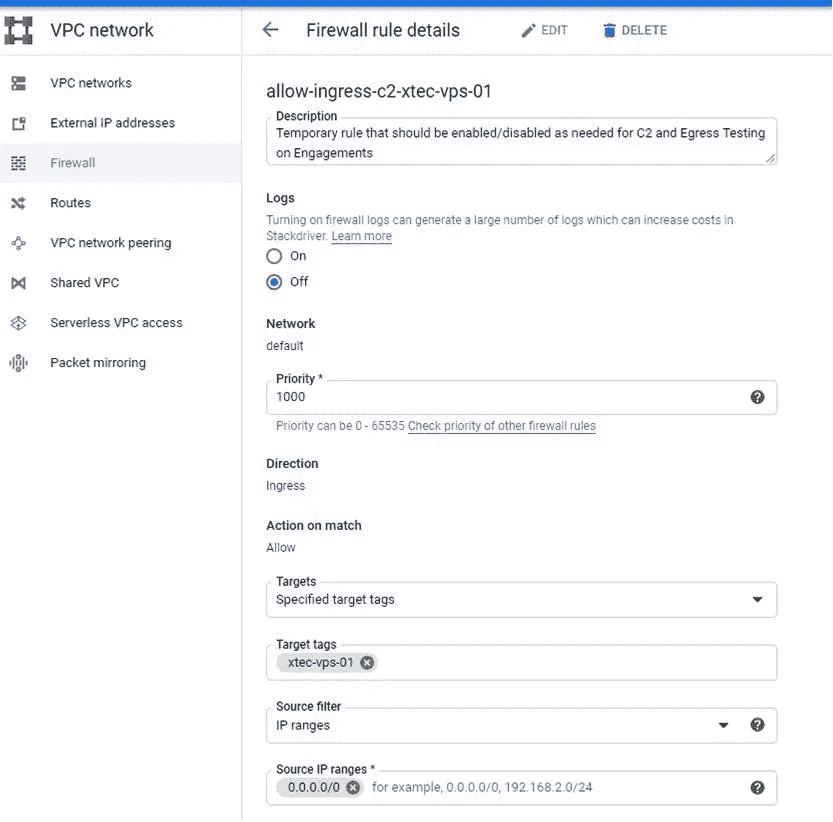 VPC network
Firewall rule details
EDIT
DELETE
VPC networks
External IP addresses
Firewall
Routes
VPC network peering
Shared VPC
Serverless VPC access
Packet mirroring
allow-ingress-c2-xtec-vps-01
Description
Temporary rule that should be enabled/disabled as needed for C2 and Egress Testing
on Engagements
Logs
Turning on firewall logs can generate a large number of logs which can increase costs in
Stackdriver. Learn more
On
Off
Network
default
Priority *
1000
Priority can be 0 - 65535 Check priority of other firewall rules
Direction
Ingress
Action on match
Allow
Targets
Specified target tags
Target tags
xtec-vps-01
Source filter
IP ranges
Source IP ranges *
0.0.0.0/0 for example, 0.0.0.0/0, 192.168.2.0/24